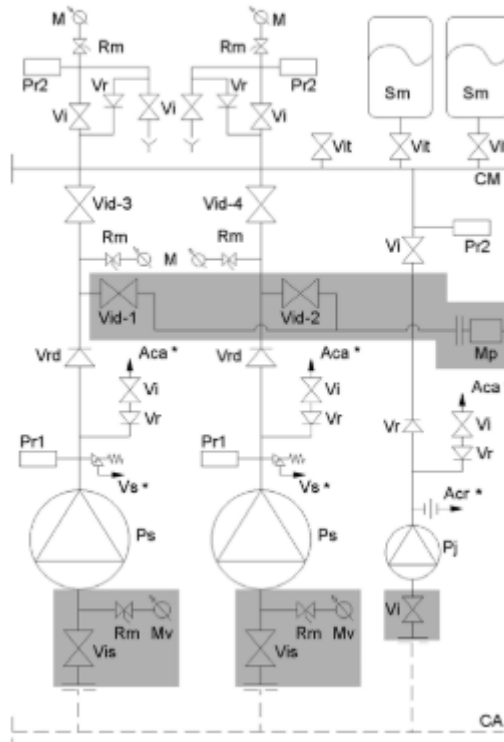 M M
Rm Rm
Pr2 Vr Vr Pr2
Vi Vi Vi
Sm Sm
Vit Vit Vi
CM
Vid-3 Vid-4
Rm M Rm
Vi Pr2
Vid-1 Vid-2
Mp
Vrd Aca * Vrd Aca * Aca
Vi Vi Vi
Vr Vr Vr Vr
Pr1 Pr1
Vs * Vs * Acr *
Ps Ps Pj
Vi
Rm Mv Rm Mv
Vis Vis
CA